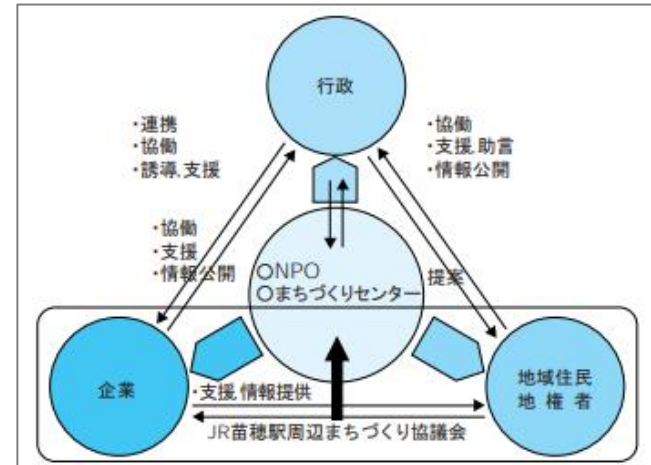 行政
・連携
・協働
・誘導,支援
・協働
・支援,助言
・情報公開
・協働
・支援
・情報公開
○NPO
○まちづくりセンター
提案
企業
・支援,情報提供
地域住民
地権者
JR苗穂駅周辺まちづくり協議会